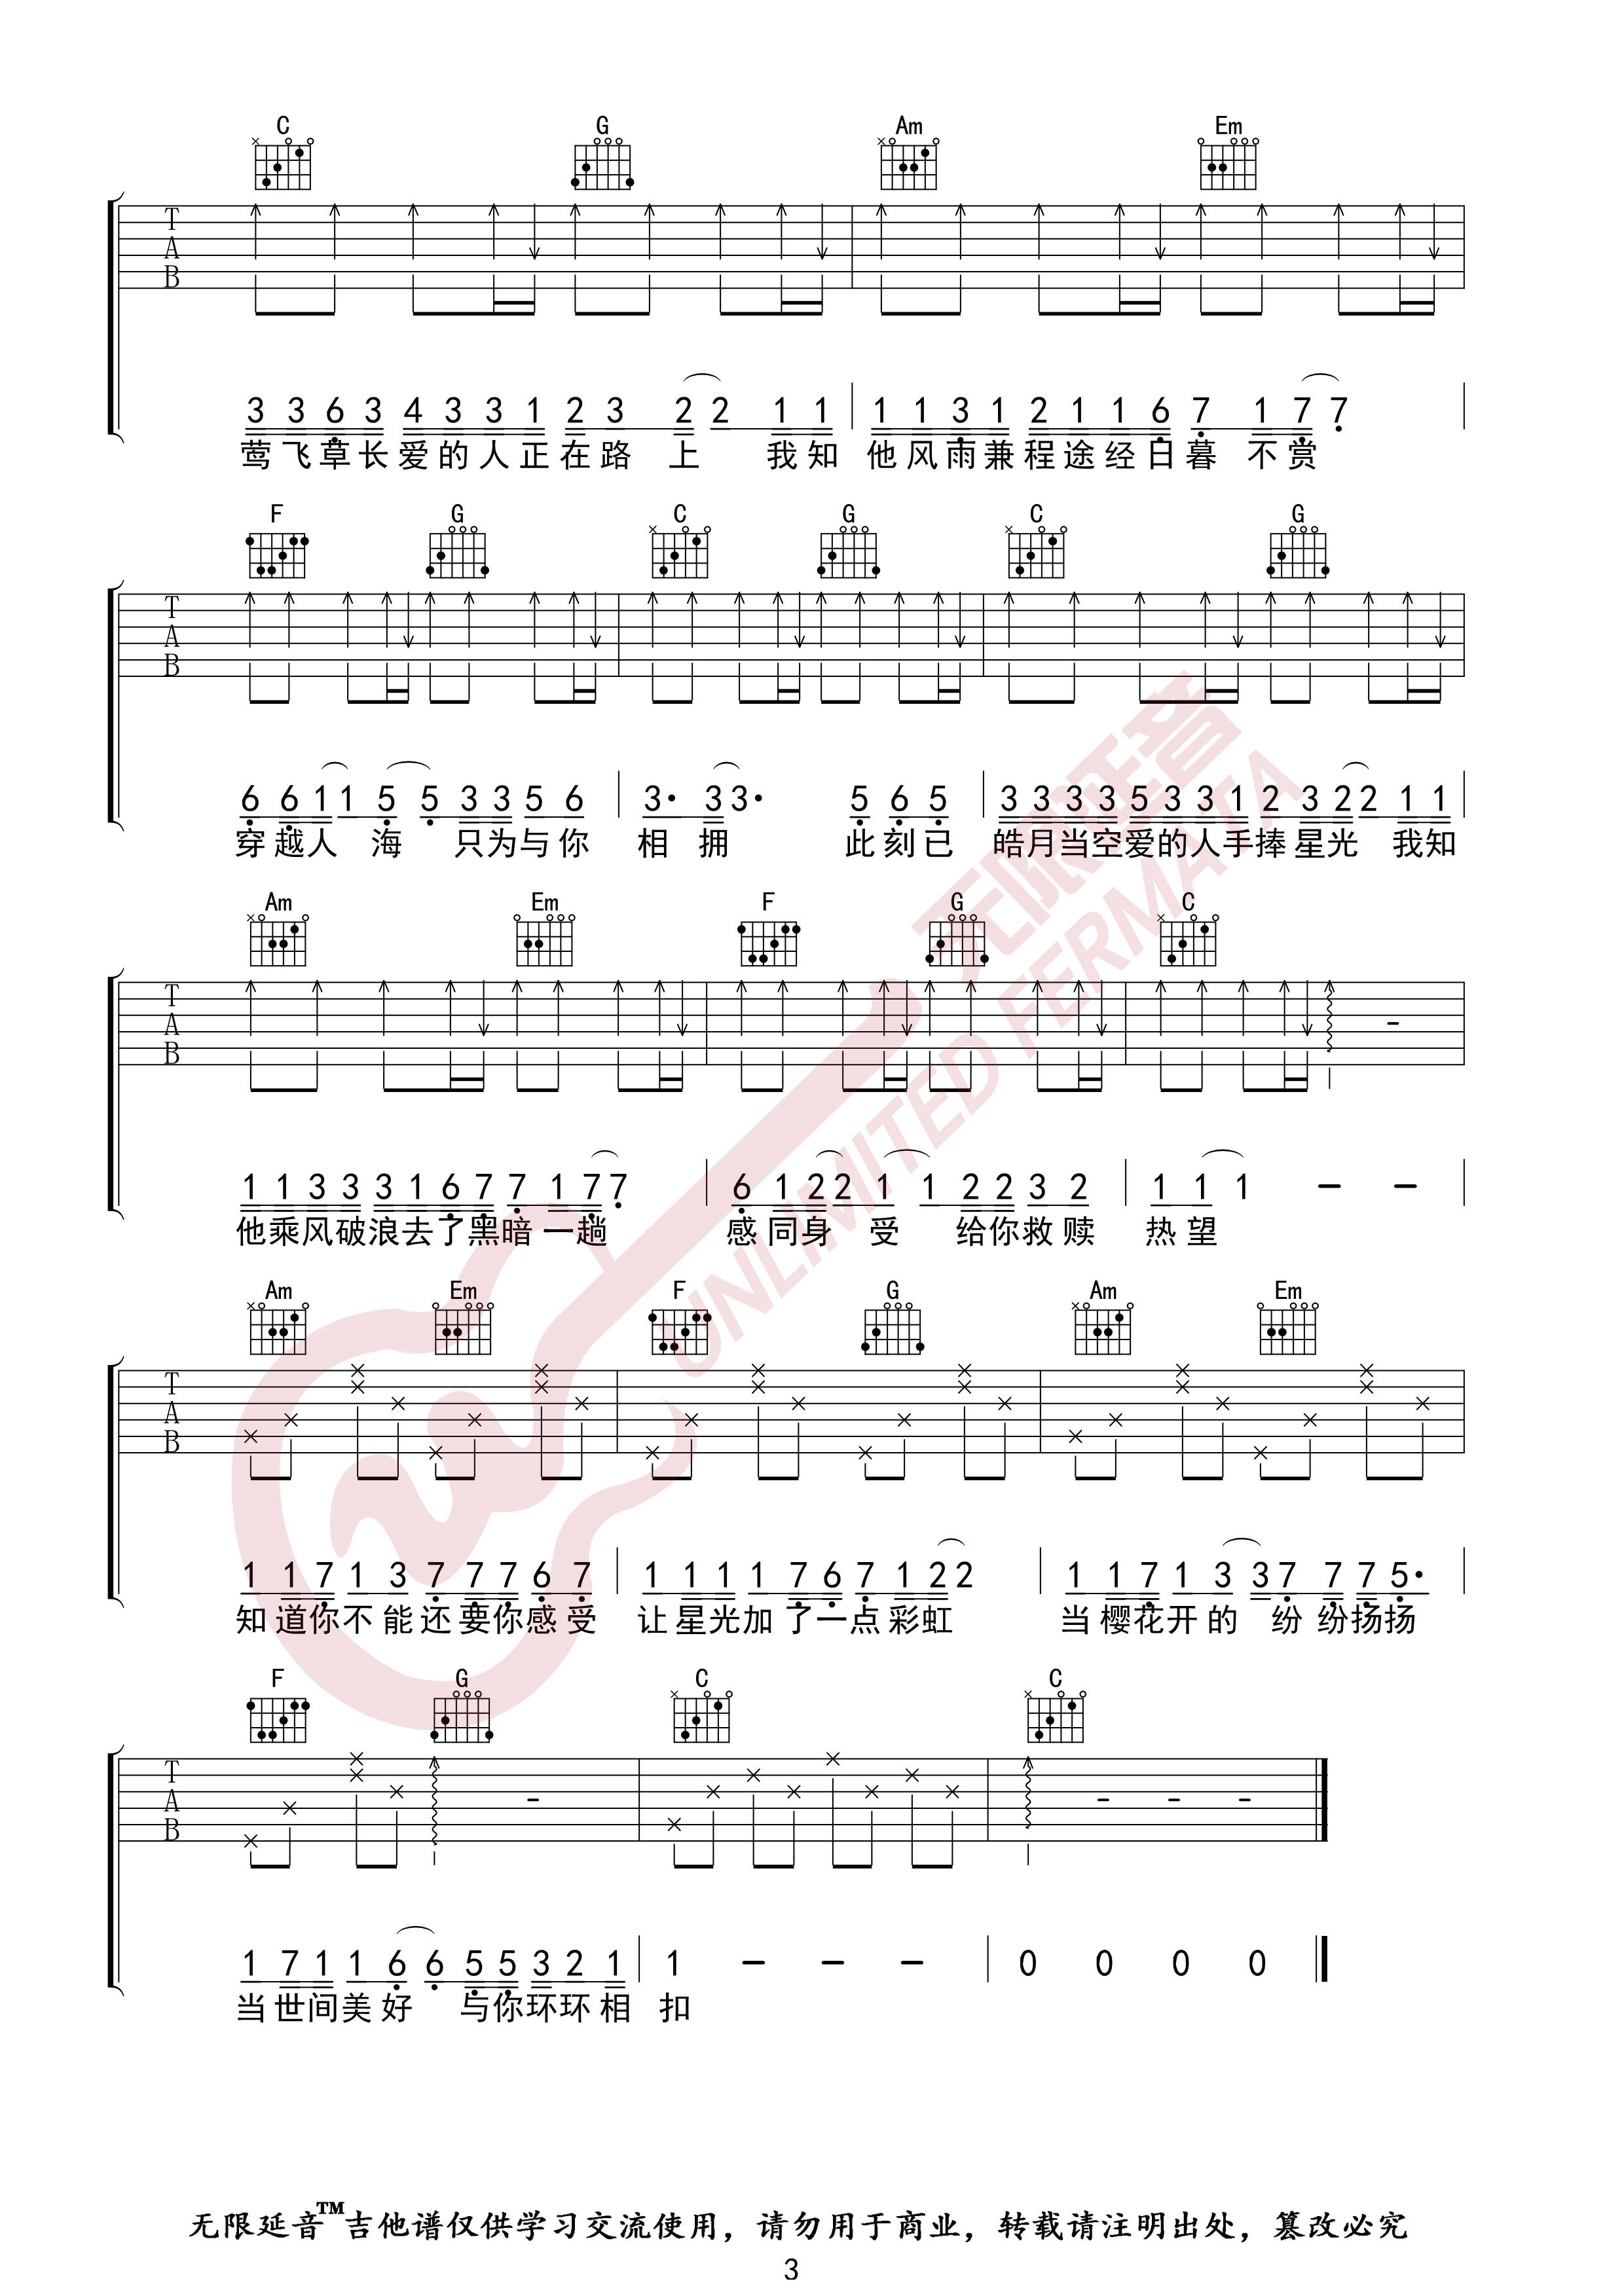 C G Am Em
T A B
3 3 6 3 4 3 3 1 2 3 2 2 1 1 1 1 3 1 2 1 1 6 7 1 7 7
莺飞草长爱的人正在路 上 我知 他风雨兼程途经日暮 不赏
F G C G C G
T A B
6 6 1 1 5 5 3 3 5 6 3· 3 3· 5 6 5 3 3 3 3 5 3 3 1 2 3 2 2 1 1
穿越人 海 只为与你 相 拥 此刻已 皓月当空爱的人手捧星光 我知
Am Em F G C
T A B
1 1 3 3 3 1 6 7 7 1 7 7 6 1 2 2 1 1 2 2 3 2 1 1 1 – –
他乘风破浪去了黑暗一趟 感同身 受 给你救赎 热望
Am Em F G Am Em
T A B
1 1 7 1 3 7 7 7 6 7 1 1 1 1 7 6 7 1 2 2 1 1 7 1 3 3 7 7 7 5·
知道你不能还要你感受 让星光加了一点彩虹 当樱花开的 纷纷扬扬
F G C C
T A B
1 7 1 1 6 6 5 5 3 2 1 1 – – – 0 0 0 0
当世间美好 与你环环相 扣
无限延音
UNLIMITED FERMATA
无限延音™吉他谱仅供学习交流使用，请勿用于商业，转载请注明出处，篡改必究
3